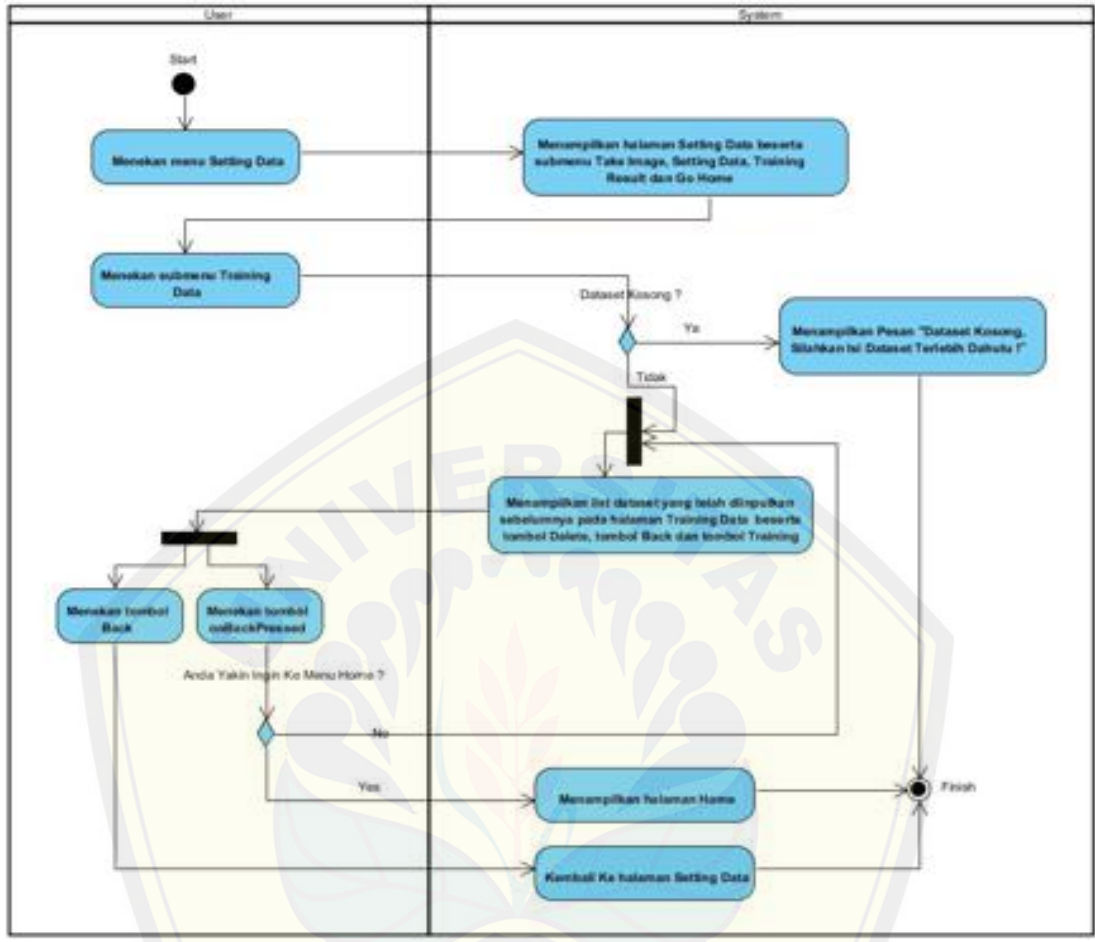 User
System
Start
Menekan menu Setting Data
Menampilkan halaman Setting Data beserta
submenu Take Image, Setting Data, Training
Result dan Go Home
Menekan submenu Training
Data
Dataset Kosong ?
Ya
Menampilkan Pesan "Dataset Kosong,
Silahkan Isi Dataset Terlebih Dahulu !"
Tidak
Menampilkan list dataset yang telah diinputkan
sebelumnya pada halaman Training Data beserta
tombol Delete, tombol Back dan tombol Training
Menekan tombol
Back
Menekan tombol
onBackPressed
Anda Yakin Ingin Ke Menu Home ?
No
Yes
Menampilkan halaman Home
Finish
Kembali Ke halaman Setting Data
UNIVERSITAS